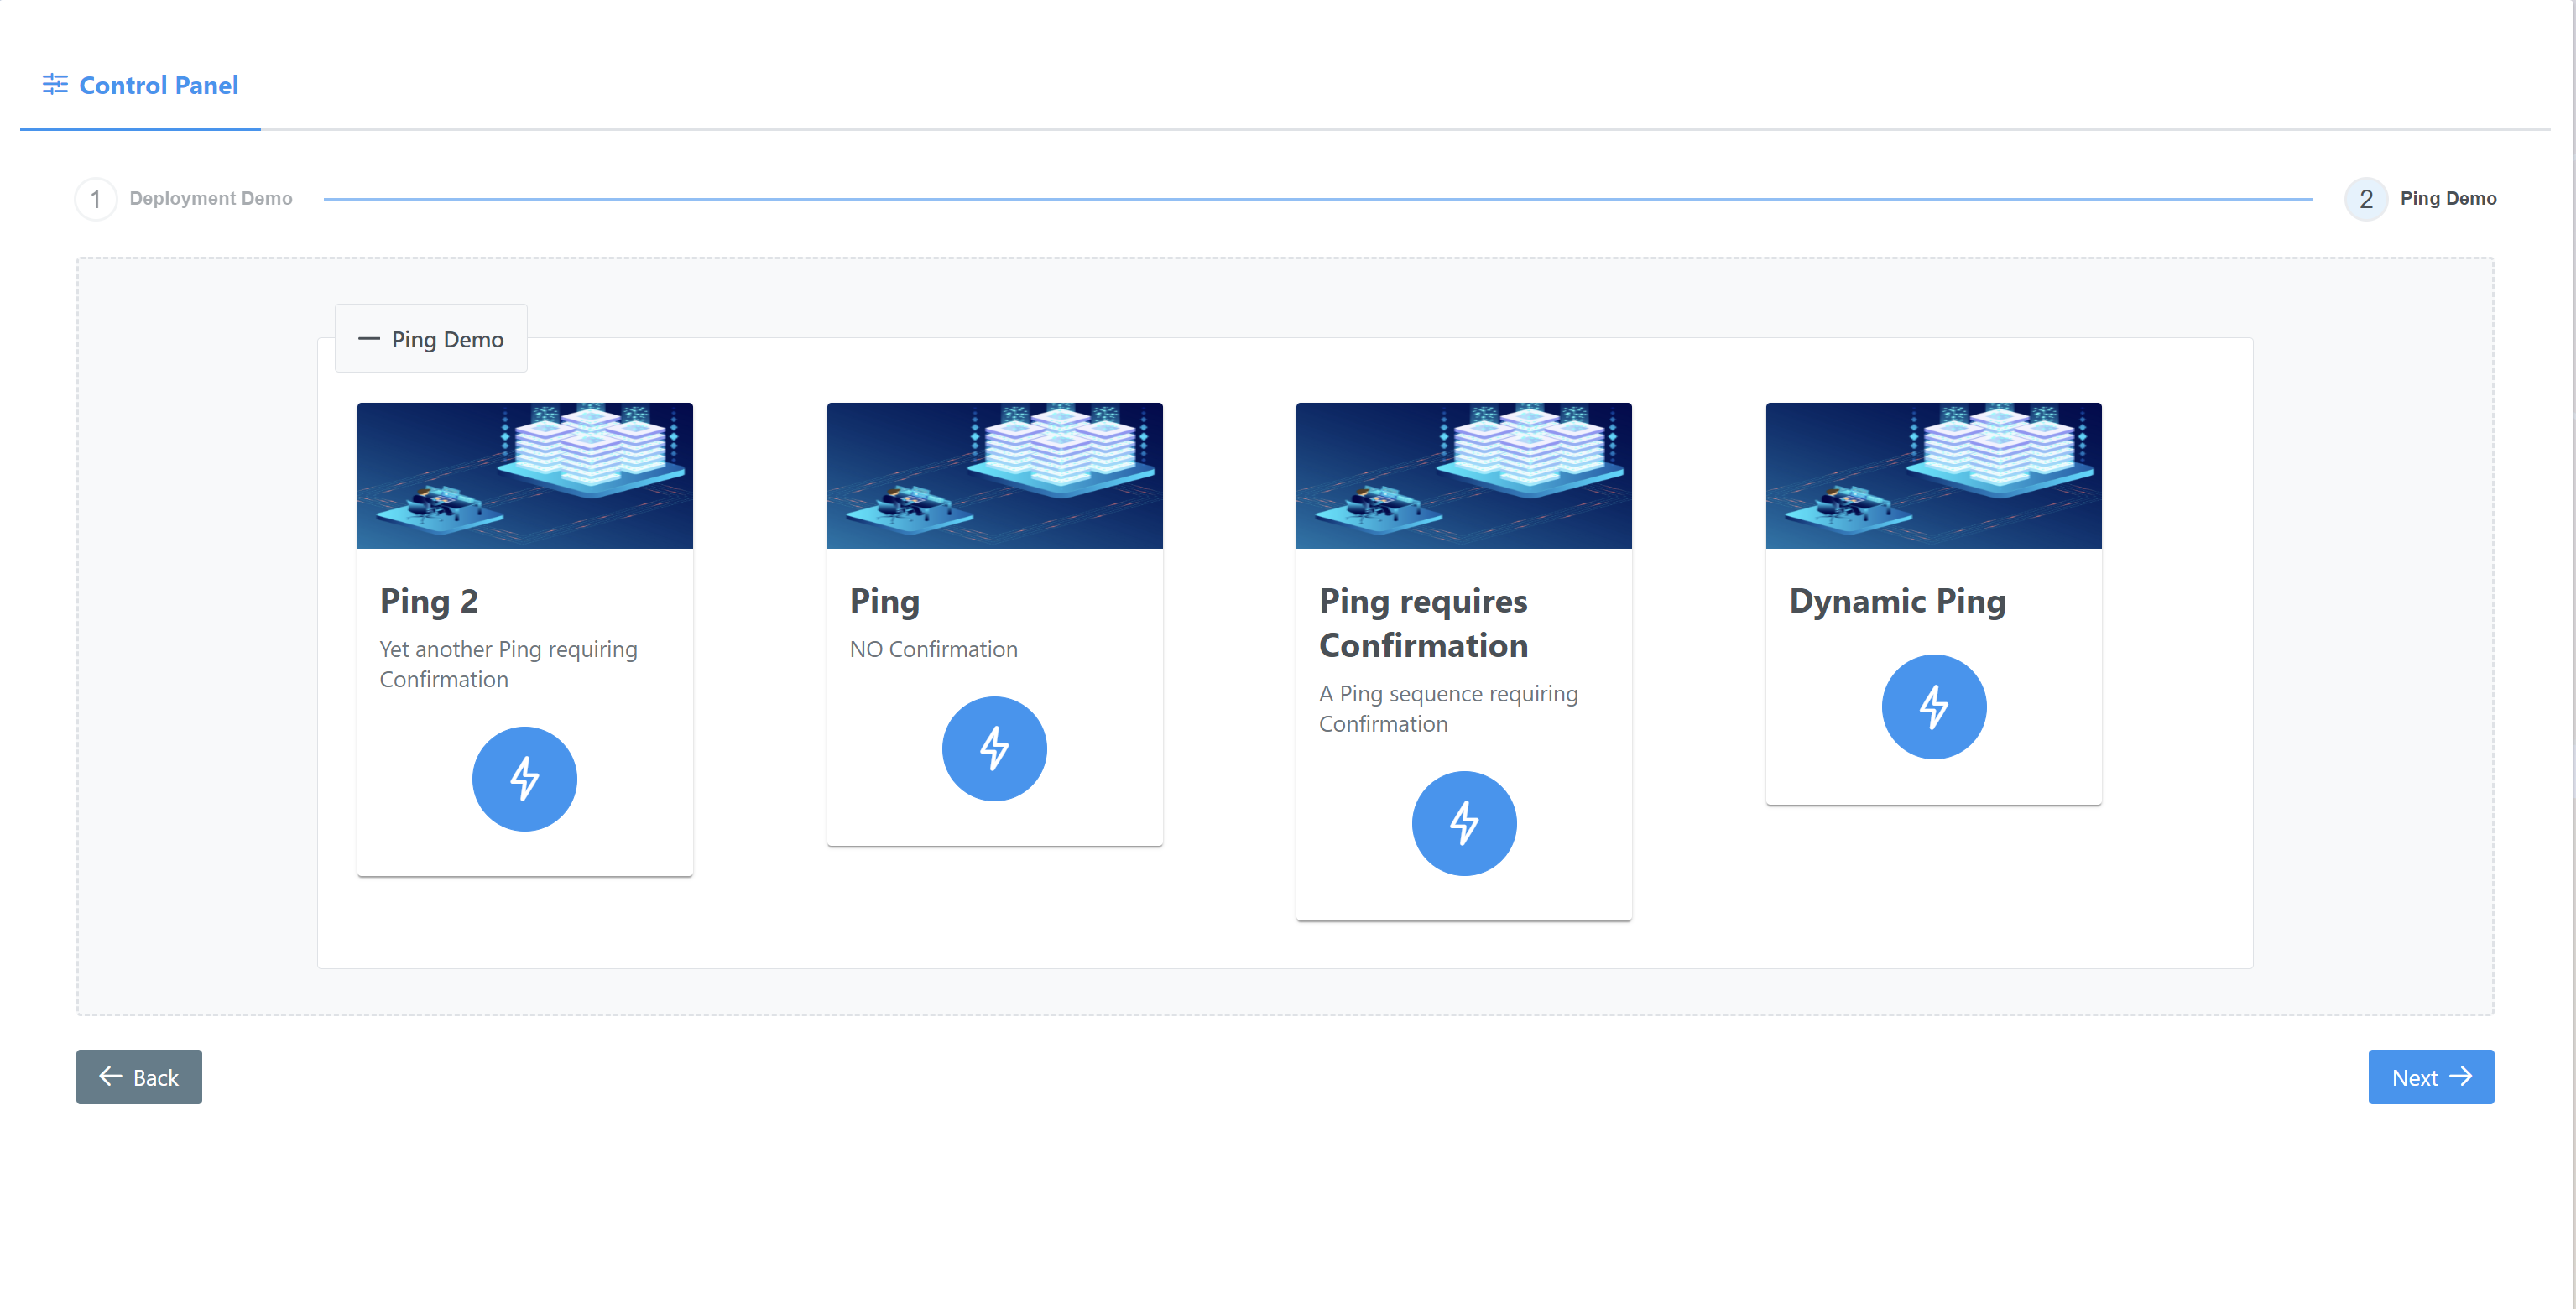 Control Panel
1 Deployment Demo
2 Ping Demo
Ping Demo
Ping 2
Yet another Ping requiring
Confirmation
Ping
NO Confirmation
Ping requires
Confirmation
A Ping sequence requiring
Confirmation
Dynamic Ping
Back
Next